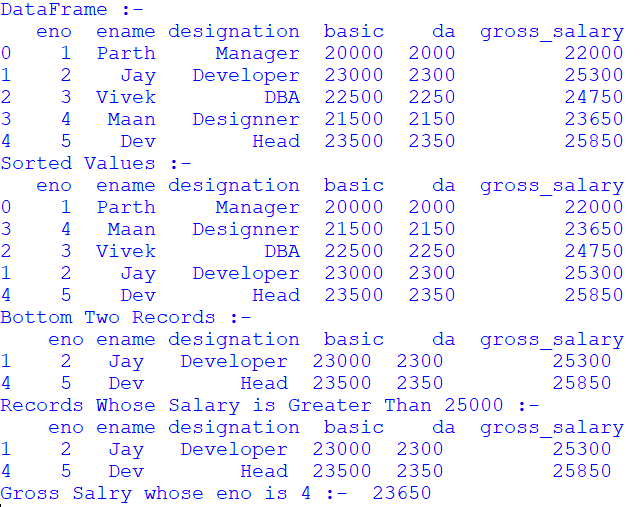 DataFrame :-
   eno  ename designation  basic    da  gross_salary
0    1  Parth     Manager  20000  2000         22000
1    2    Jay   Developer  23000  2300         25300
2    3  Vivek         DBA  22500  2250         24750
3    4   Maan   Designner  21500  2150         23650
4    5    Dev        Head  23500  2350         25850
Sorted Values :-
   eno  ename designation  basic    da  gross_salary
0    1  Parth     Manager  20000  2000         22000
3    4   Maan   Designner  21500  2150         23650
2    3  Vivek         DBA  22500  2250         24750
1    2    Jay   Developer  23000  2300         25300
4    5    Dev        Head  23500  2350         25850
Bottom Two Records :-
    eno ename designation  basic    da  gross_salary
1    2   Jay   Developer  23000  2300         25300
4    5   Dev        Head  23500  2350         25850
Records Whose Salary is Greater Than 25000 :-
    eno ename designation  basic    da  gross_salary
1    2   Jay   Developer  23000  2300         25300
4    5   Dev        Head  23500  2350         25850
Gross Salry whose eno is 4 :-  23650